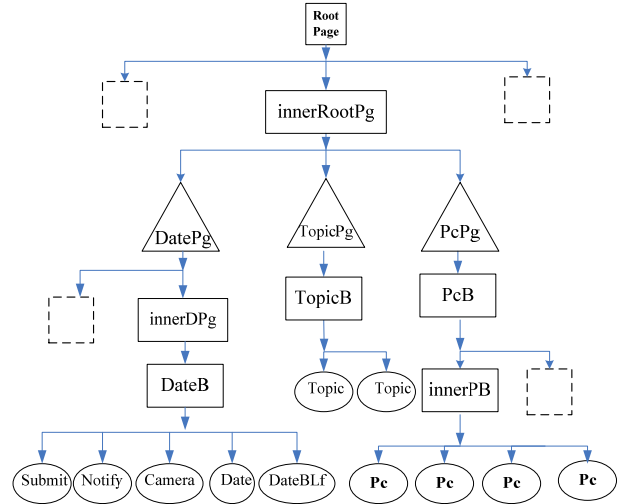 Root
Page
innerRootPg
DatePg
TopicPg
PcPg
TopicB
PcB
innerDPg
DateB
Topic
Topic
innerPB
Submit
Notify
Camera
Date
DateBLf
Pc
Pc
Pc
Pc